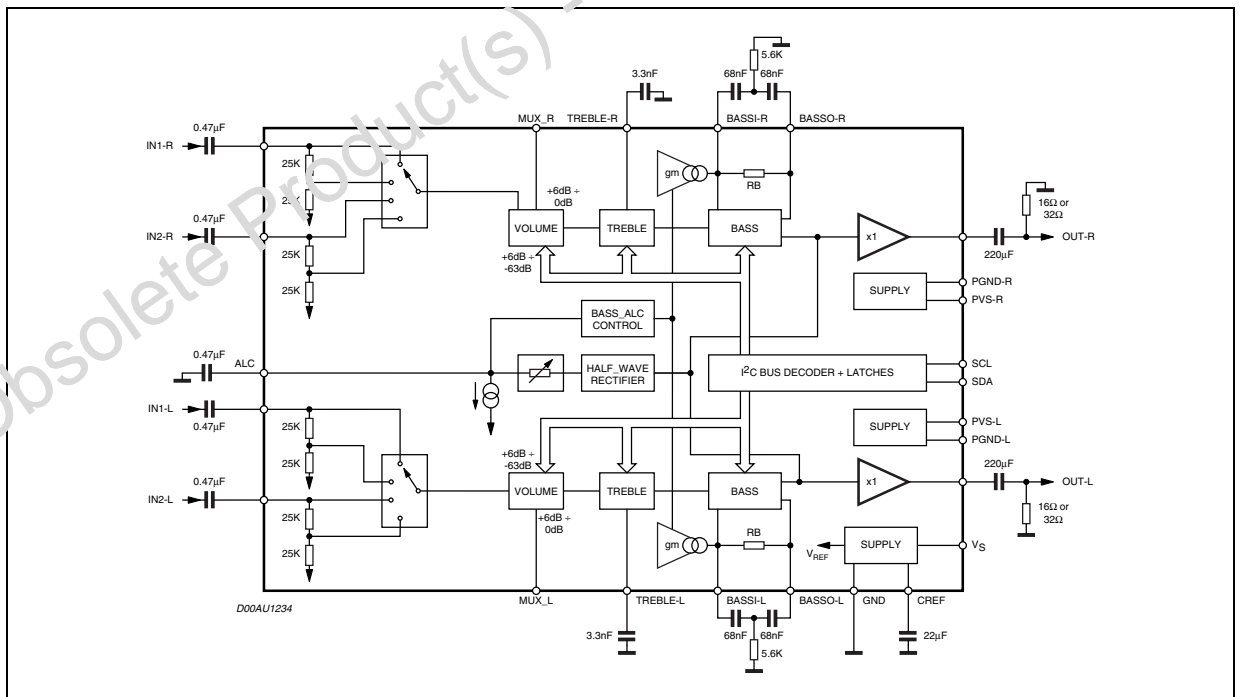 Obsolete Product(s)
5.6K
3.3nF
68nF 68nF
MUX_R TREBLE-R BASSI-R BASSO-R
0.47µF
IN1-R
25K
gm
RB
+6dB ÷
0dB
0.47µF
IN2-R
VOLUME
TREBLE
BASS
x1
16Ω or
32Ω
OUT-R
220µF
25K
+6dB ÷
-63dB
25K
SUPPLY
PGND-R
PVS-R
BASS_ALC
CONTROL
0.47µF
ALC
HALF_WAVE
RECTIFIER
I²C BUS DECODER + LATCHES
SCL
SDA
IN1-L
0.47µF
25K
25K
SUPPLY
PVS-L
PGND-L
+6dB ÷
-63dB
0.47µF
IN2-L
VOLUME
TREBLE
BASS
x1
220µF
OUT-L
16Ω or
32Ω
25K
+6dB ÷
0dB
25K
gm
RB
VREF
SUPPLY
VS
D00AU1234
MUX_L TREBLE-L BASSI-L BASSO-L GND CREF
3.3nF
68nF 68nF
22µF
5.6K